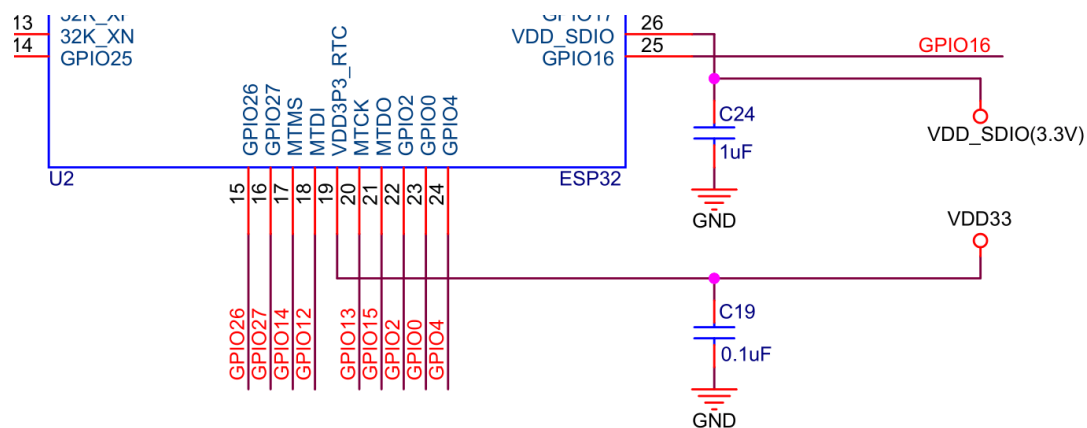 13
32K_XP
GPIO17
26
32K_XN
VDD_SDIO
14
25
GPIO25
GPIO16
GPIO16
GPIO26
GPIO27
MTMS
MTDI
VDD3P3_RTC
MTCK
MTDO
GPIO2
GPIO0
GPIO4
C24
1uF
VDD_SDIO(3.3V)
U2
ESP32
15
16
17
18
19
20
21
22
23
24
GND
VDD33
GPIO26
GPIO27
GPIO14
GPIO12
GPIO13
GPIO15
GPIO2
GPIO0
GPIO4
C19
0.1uF
GND